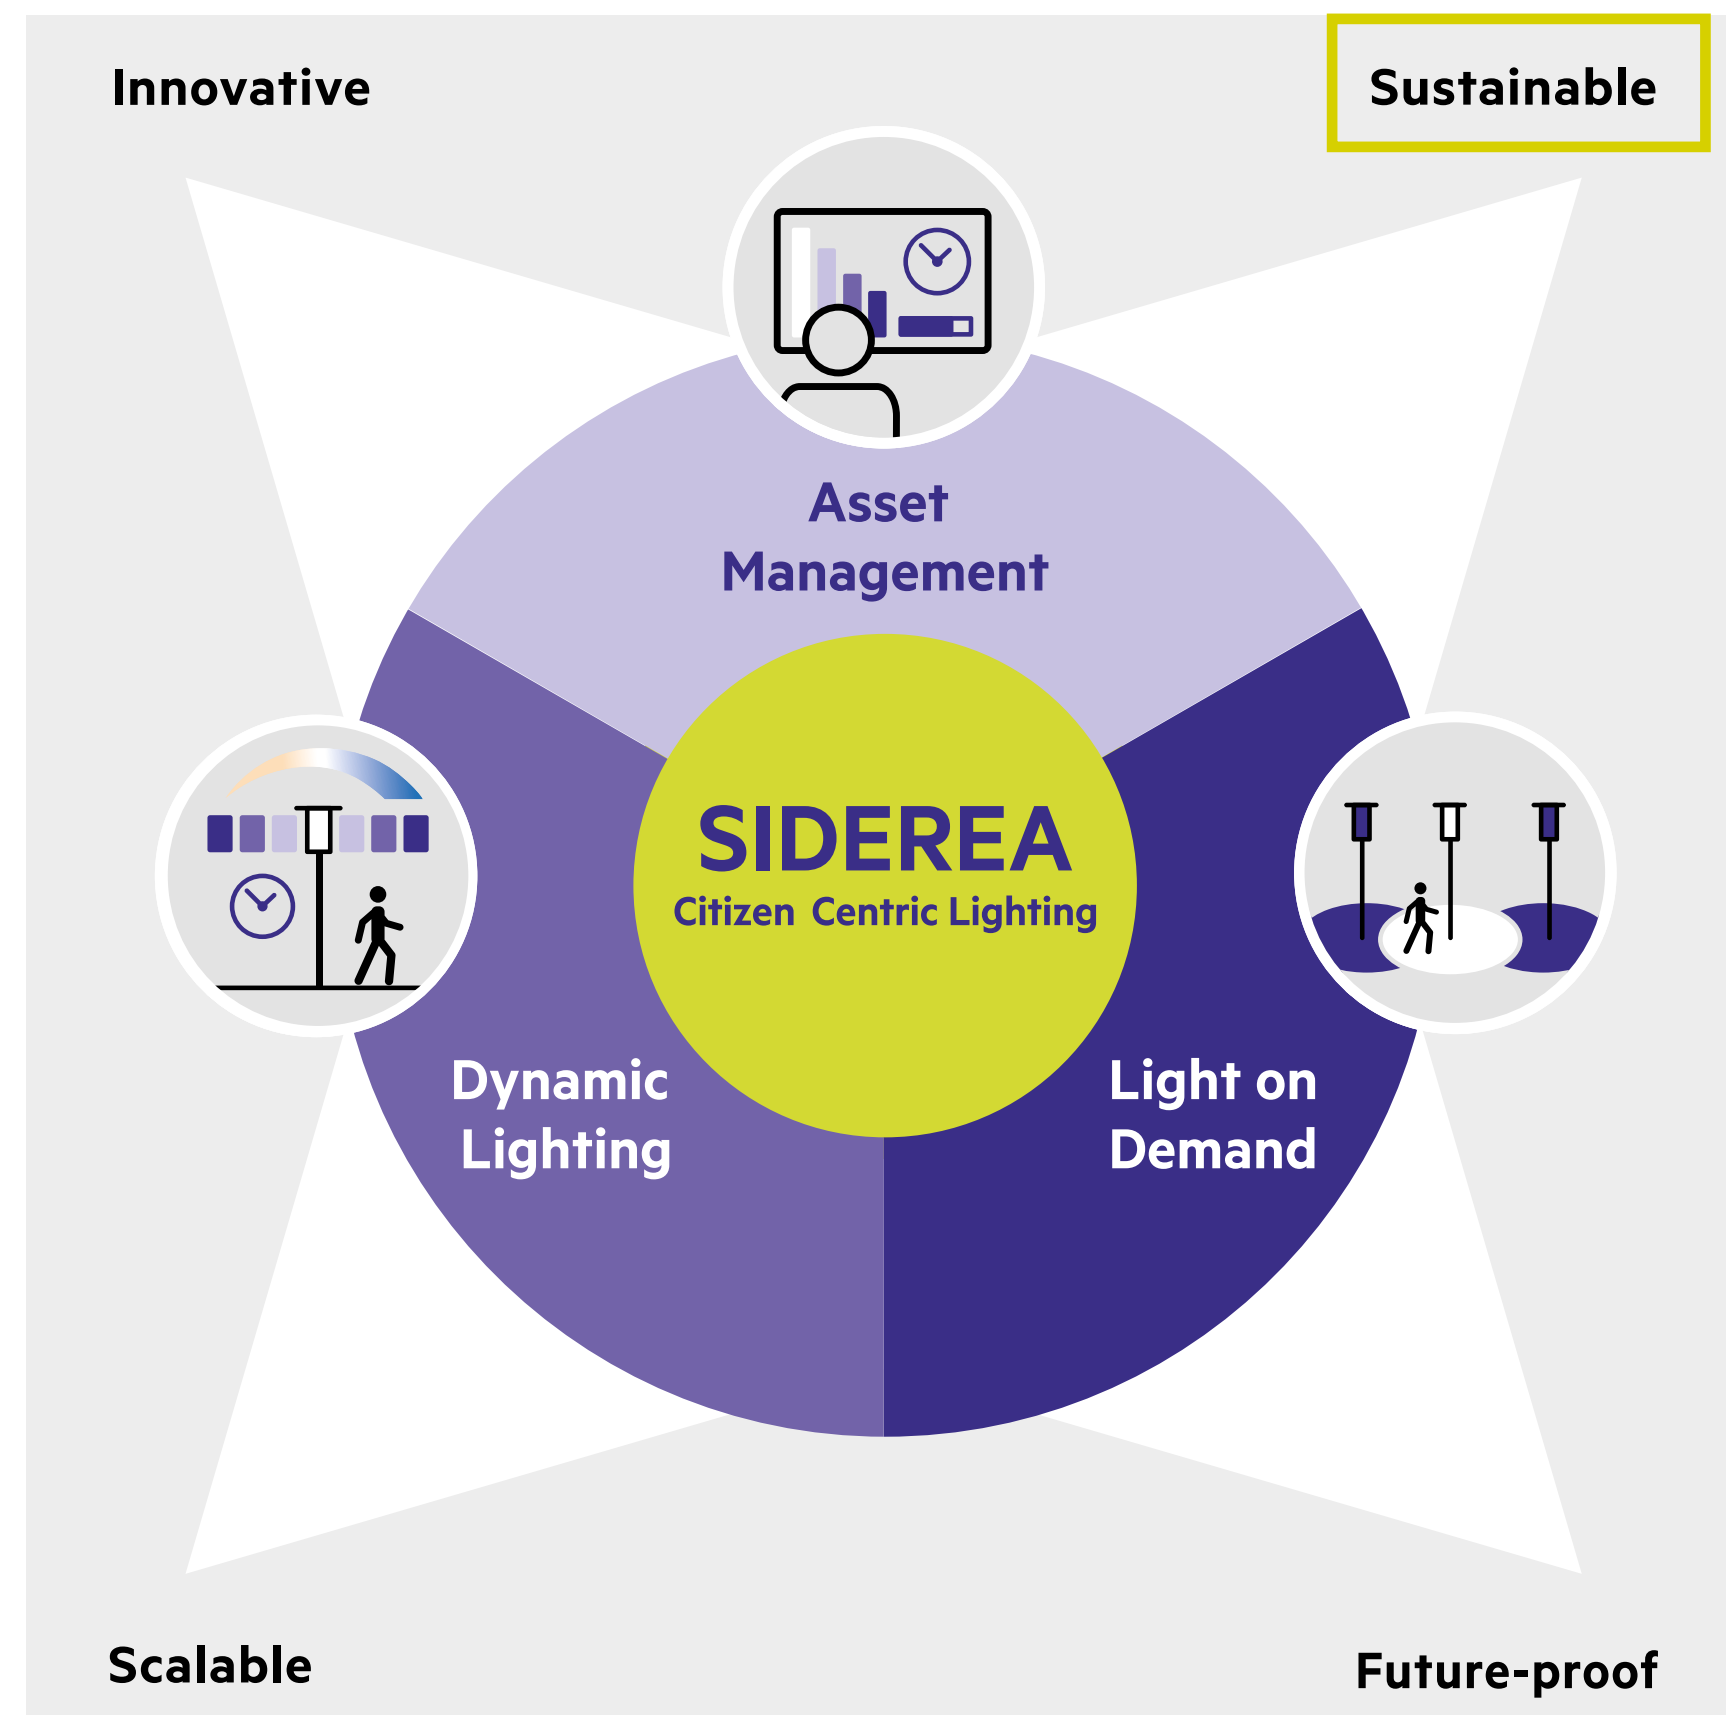 Innovative
Sustainable
Asset
Management
SIDEREA
Citizen Centric Lighting
Dynamic
Lighting
Light on
Demand
Scalable
Future-proof